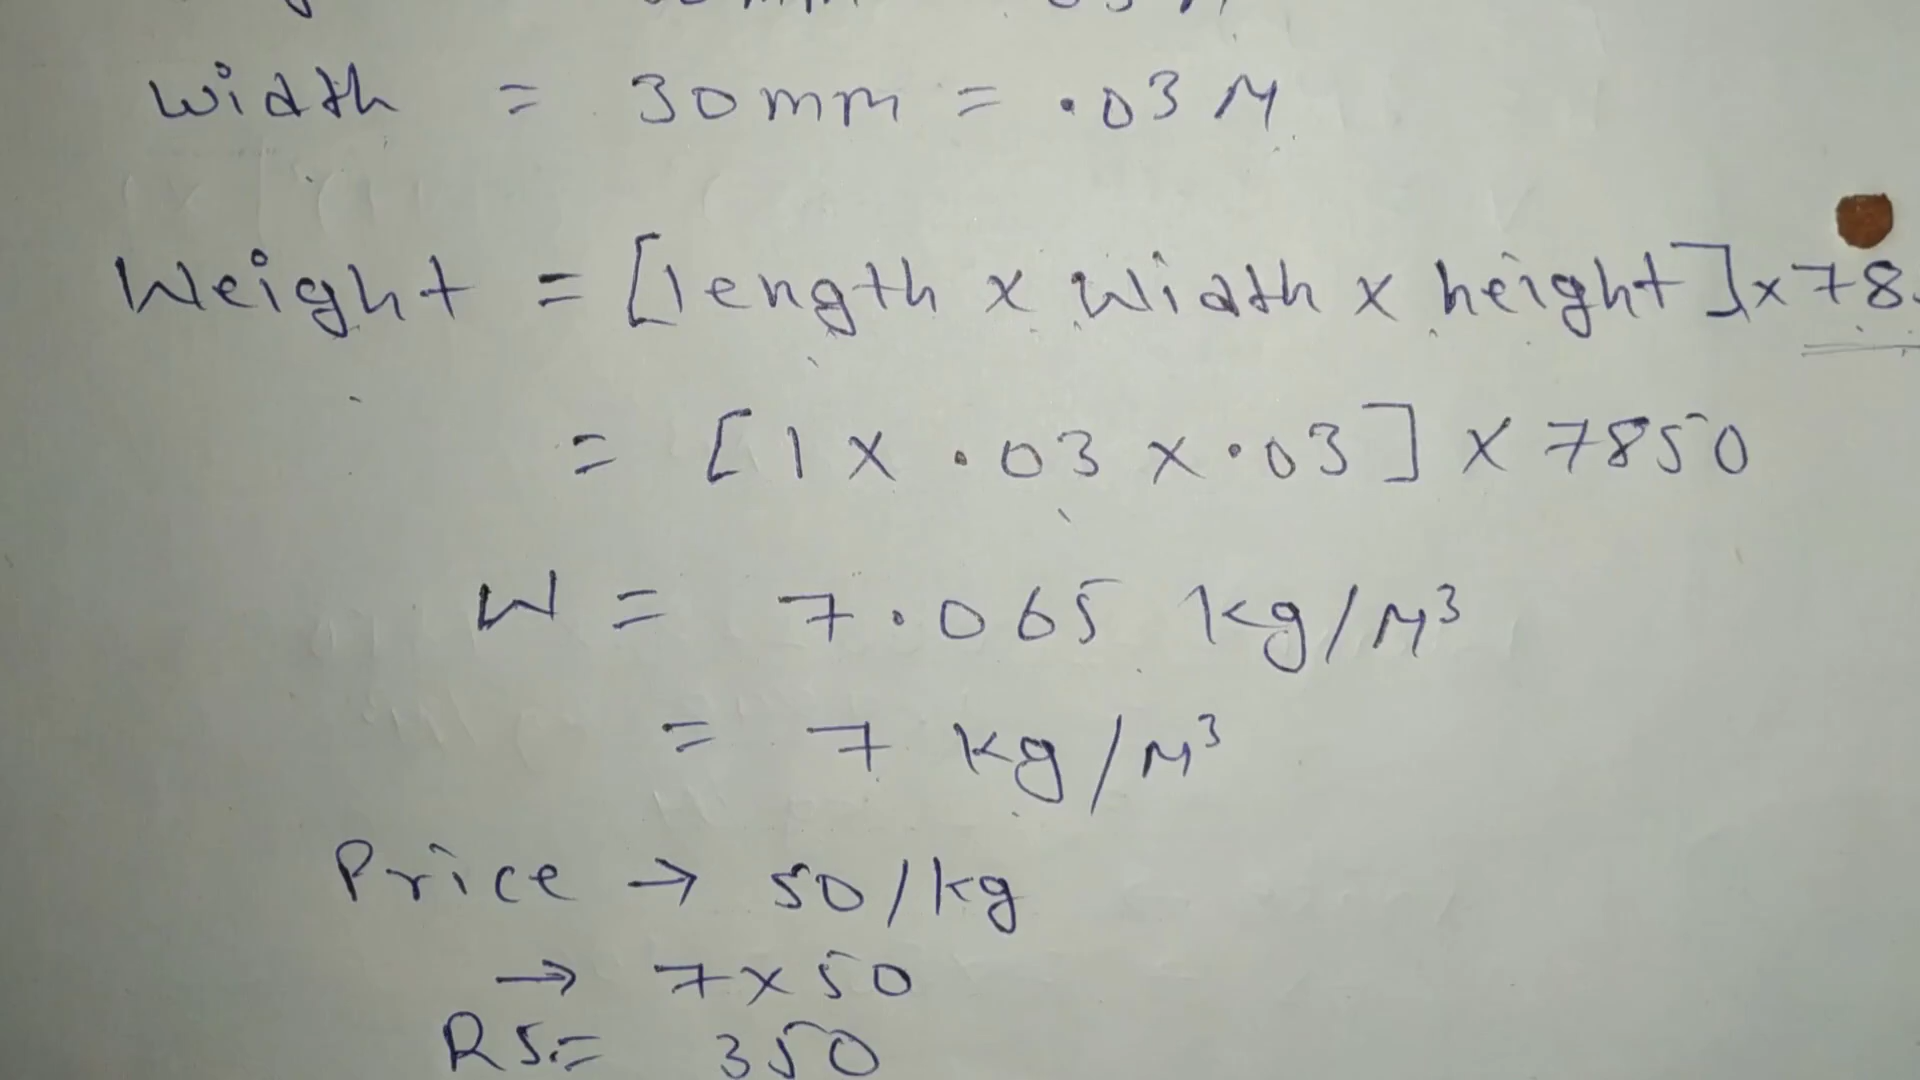 Width = 30mm = .03 M
Weight = [length x width x height] x 78
= [1 x .03 x .03] x 7850
W = 7.065 kg/M³
= 7 kg/M³
Price → 50/kg
→ 7x50
RS.= 350